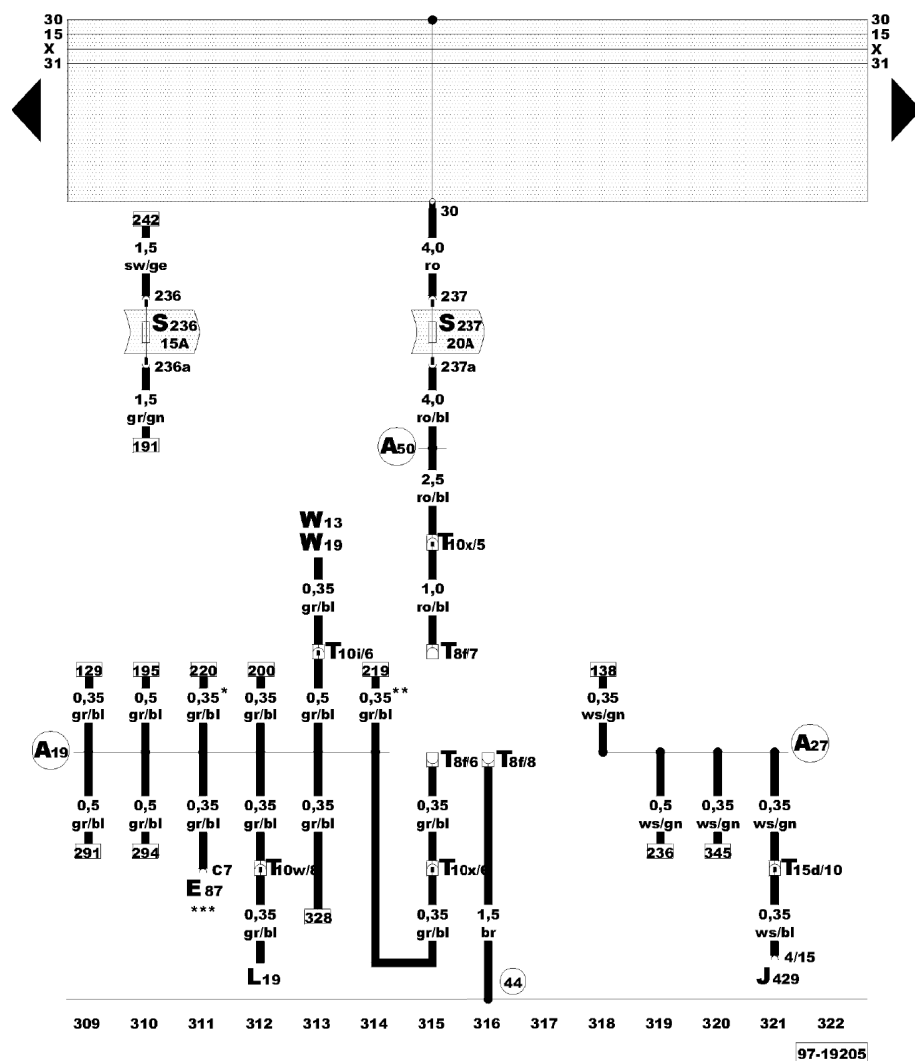 30 30
15 15
X X
31 31
30
242
1,5 4,0
sw/ge ro
236 237
S236 S237
15A 20A
236a 237a
1,5 4,0
gr/gn ro/bl
191 A50
2,5
ro/bl
W13
W19 T10x/5
0,35 1,0
gr/bl ro/bl
T10i/6 T8f/7
129 195 220 200 219 138
0,35 0,5 0,35* 0,35 0,5 0,35** 0,35
gr/bl gr/bl gr/bl gr/bl gr/bl gr/bl ws/gn
A19 T8f/6 T8f/8 A27
0,5 0,5 0,35 0,35 0,35 0,35 0,5 0,35 0,35
gr/bl gr/bl gr/bl gr/bl gr/bl gr/bl ws/gn ws/gn ws/gn
291 294 236 345
C7 T10w/8 T10x/6 T15d/10
E87
*** 0,35 328 0,35 1,5 0,35
gr/bl gr/bl br ws/bl
4/15
L19 44 J429
309 310 311 312 313 314 315 316 317 318 319 320 321 322
97-19205